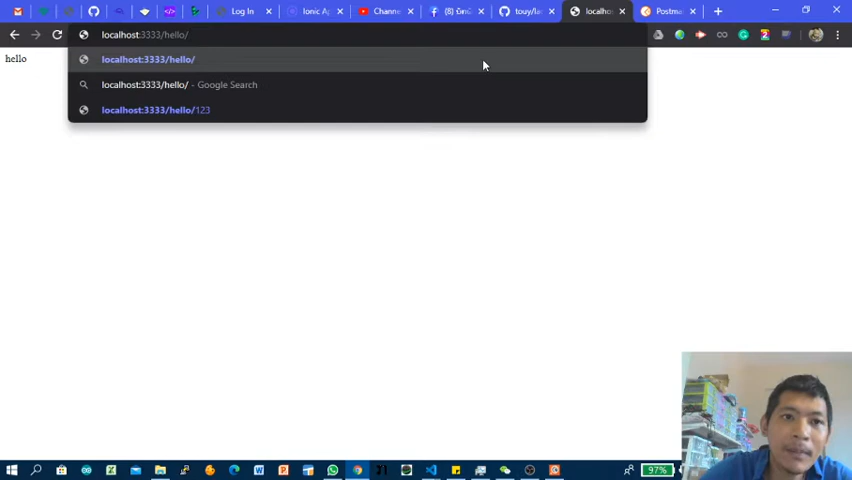 Log In
Ionic Ap
Channe
(8)
touy/la
localho
Postma
localhost:3333/hello/
hello
localhost:3333/hello/
localhost:3333/hello/ - Google Search
localhost:3333/hello/123
97%